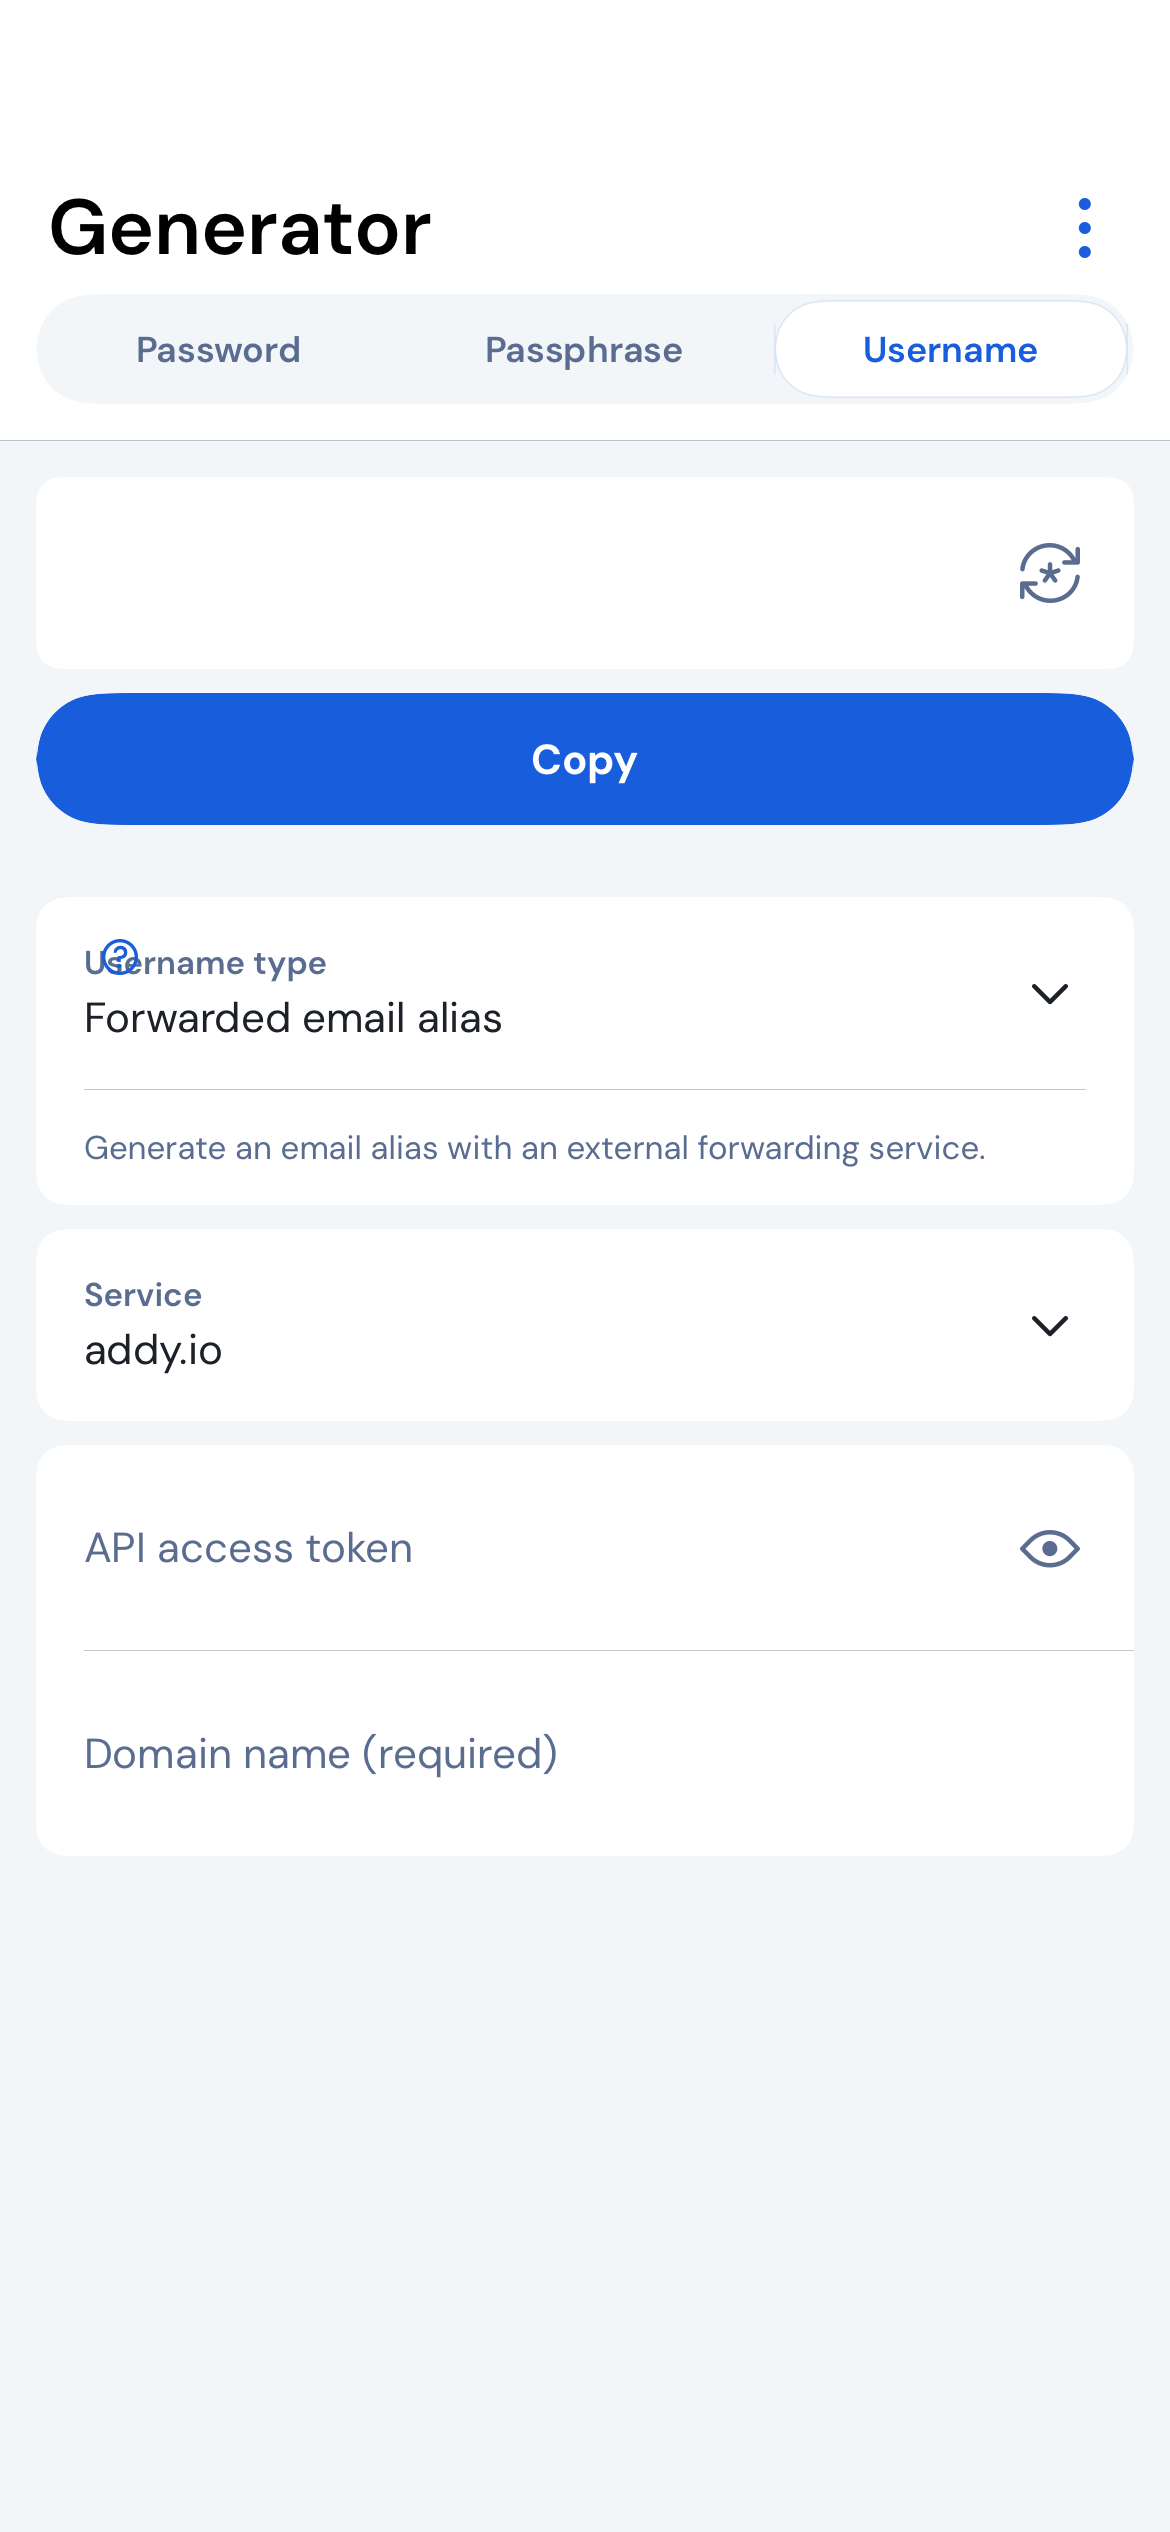 Generator
Password
Passphrase
Username
Copy
Username type
Forwarded email alias
Generate an email alias with an external forwarding service.
Service
addy.io
API access token
Domain name (required)